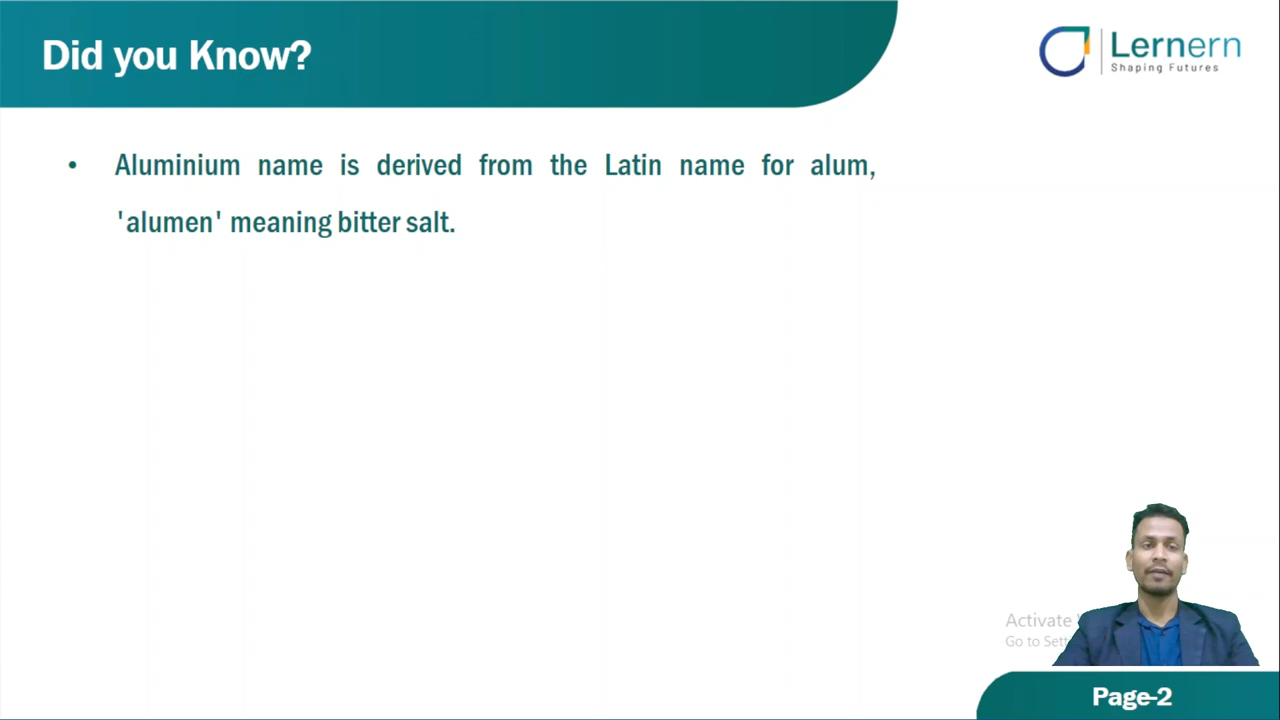 Did you Know?
Lernern
Shaping Futures
• Aluminium name is derived from the Latin name for alum,
'alumen' meaning bitter salt.
Activate
Go to Sett
Page-2